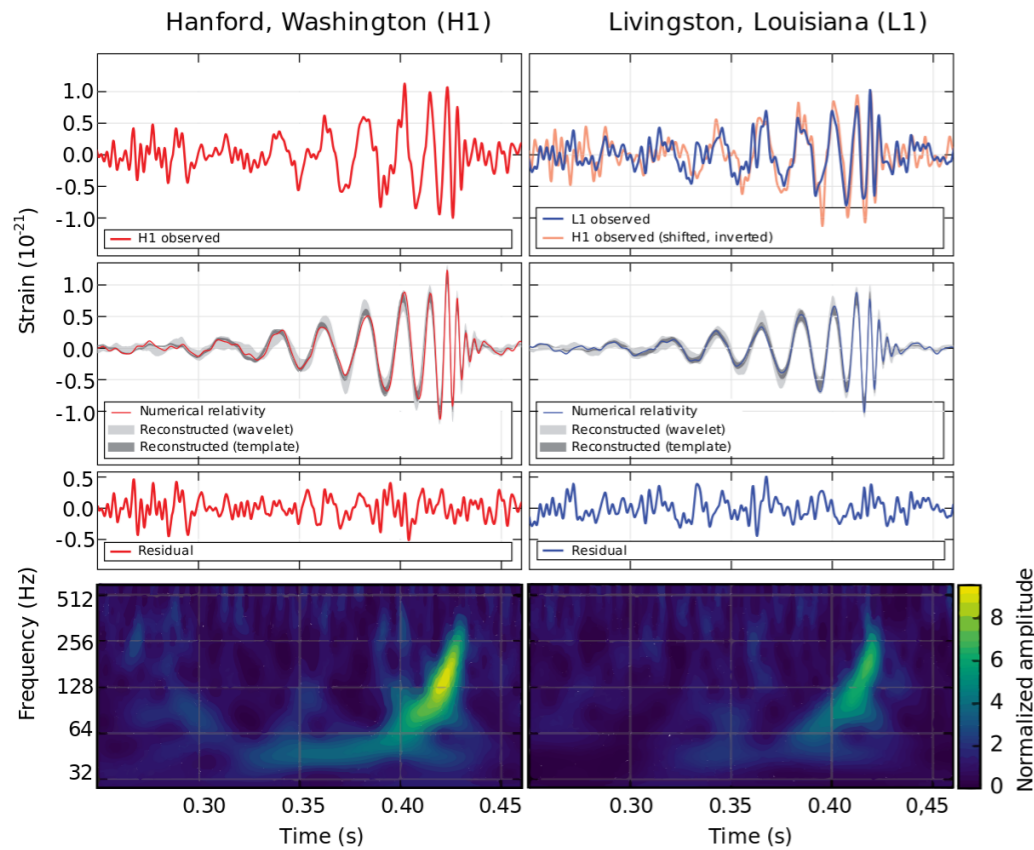 Hanford, Washington (H1)
Livingston, Louisiana (L1)
Strain (10⁻²¹)
1.0
0.5
0.0
-0.5
-1.0
H1 observed
L1 observed
H1 observed (shifted, inverted)
1.0
0.5
0.0
-0.5
-1.0
Numerical relativity
Reconstructed (wavelet)
Reconstructed (template)
Numerical relativity
Reconstructed (wavelet)
Reconstructed (template)
0.5
0.0
-0.5
Residual
Residual
Frequency (Hz)
512
256
128
64
32
0.30
0.35
0.40
0.45
Time (s)
0.30
0.35
0.40
0,45
Time (s)
8
6
4
2
0
Normalized amplitude